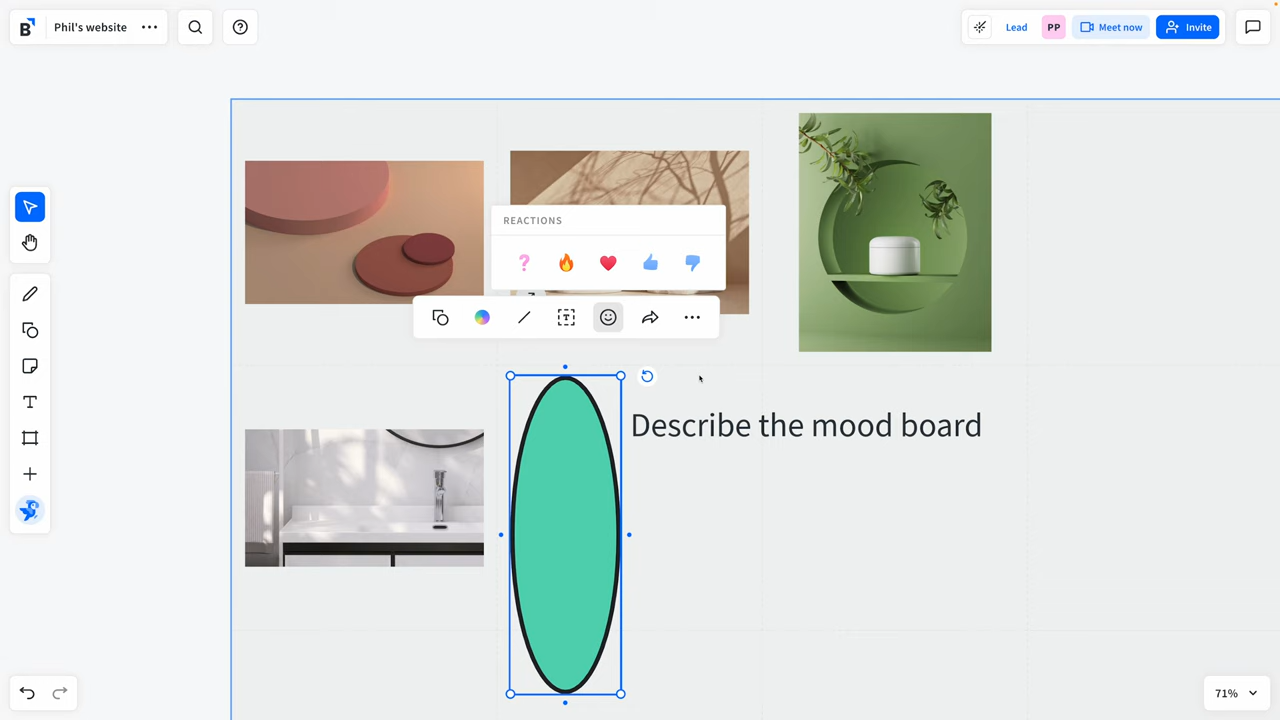 Phil's website
Lead
PP
Meet now
Invite
REACTIONS
Describe the mood board
71%